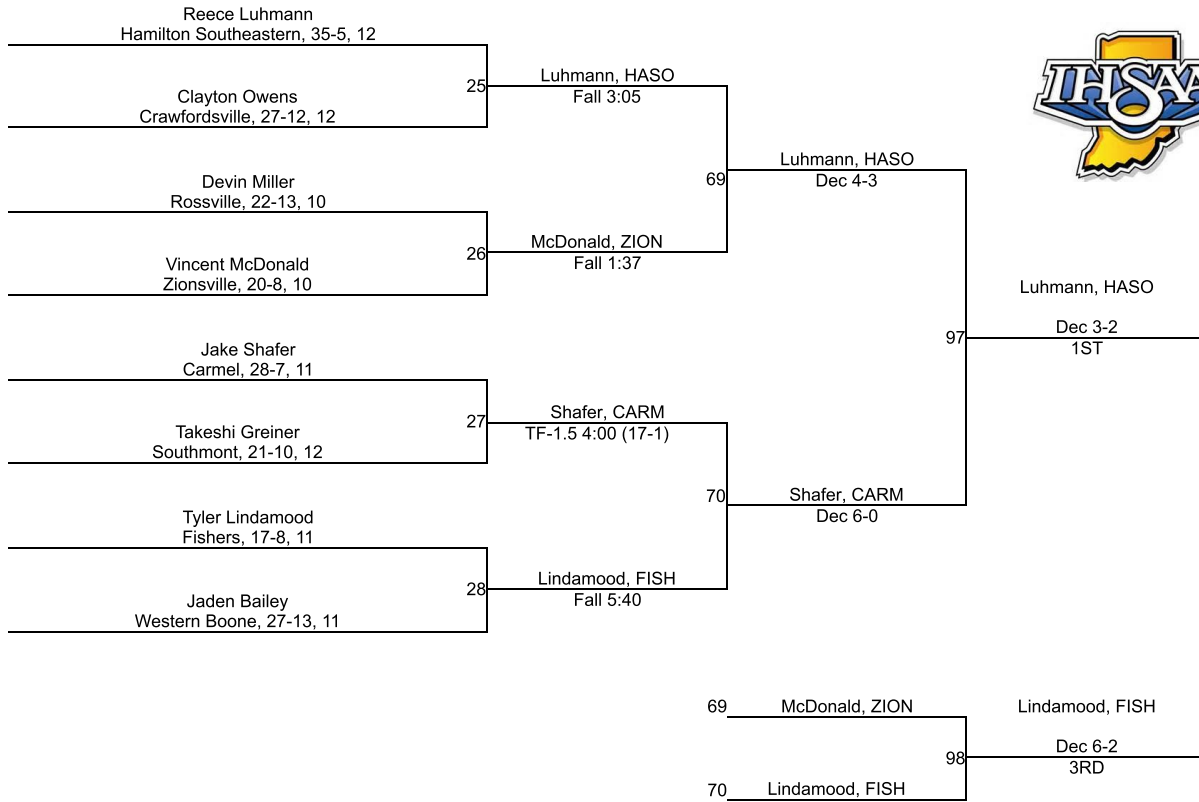 Reece Luhmann
Hamilton Southeastern, 35-5, 12
Clayton Owens
Crawfordsville, 27-12, 12
Devin Miller
Rossville, 22-13, 10
Vincent McDonald
Zionsville, 20-8, 10
Jake Shafer
Carmel, 28-7, 11
Takeshi Greiner
Southmont, 21-10, 12
Tyler Lindamood
Fishers, 17-8, 11
Jaden Bailey
Western Boone, 27-13, 11
25
Luhmann, HASO
Fall 3:05
26
McDonald, ZION
Fall 1:37
27
Shafer, CARM
TF-1.5 4:00 (17-1)
28
Lindamood, FISH
Fall 5:40
69
Luhmann, HASO
Dec 4-3
70
Shafer, CARM
Dec 6-0
97
Luhmann, HASO
Dec 3-2
1ST
69
McDonald, ZION
70
Lindamood, FISH
98
Lindamood, FISH
Dec 6-2
3RD
IHSAA